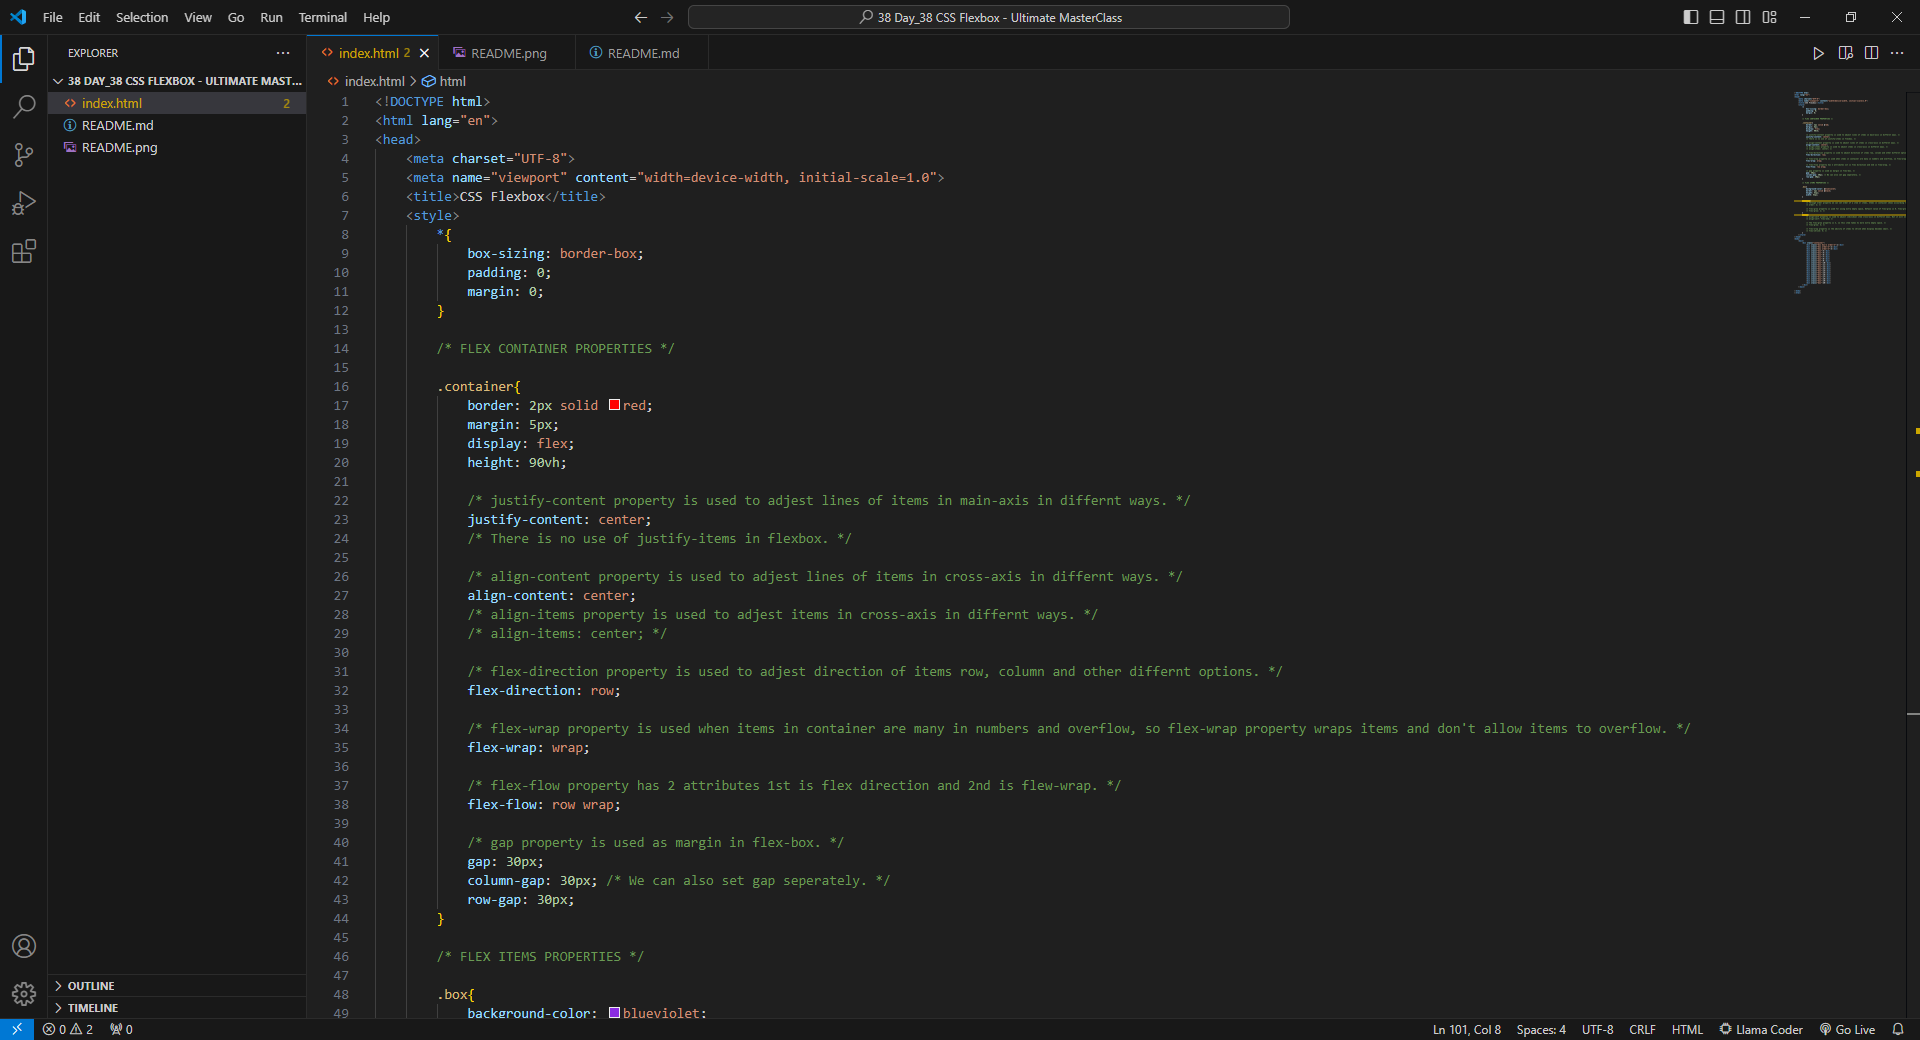 File Edit Selection View Go Run Terminal Help
38 Day_38 CSS Flexbox - Ultimate MasterClass
EXPLORER
38 DAY_38 CSS FLEXBOX - ULTIMATE MAST...
index.html 2
README.md
README.png
OUTLINE
TIMELINE
index.html 2
README.png
README.md
index.html > html
1 <!DOCTYPE html>
2 <html lang="en">
3 <head>
4 <meta charset="UTF-8">
5 <meta name="viewport" content="width=device-width, initial-scale=1.0">
6 <title>CSS Flexbox</title>
7 <style>
8 *{
9 box-sizing: border-box;
10 padding: 0;
11 margin: 0;
12 }
13
14 /* FLEX CONTAINER PROPERTIES */
15
16 .container{
17 border: 2px solid red;
18 margin: 5px;
19 display: flex;
20 height: 90vh;
21
22 /* justify-content property is used to adjest lines of items in main-axis in differnt ways. */
23 justify-content: center;
24 /* There is no use of justify-items in flexbox. */
25
26 /* align-content property is used to adjest lines of items in cross-axis in differnt ways. */
27 align-content: center;
28 /* align-items property is used to adjest items in cross-axis in differnt ways. */
29 /* align-items: center; */
30
31 /* flex-direction property is used to adjest direction of items row, column and other differnt options. */
32 flex-direction: row;
33
34 /* flex-wrap property is used when items in container are many in numbers and overflow, so flex-wrap property wraps items and don't allow items to overflow. */
35 flex-wrap: wrap;
36
37 /* flex-flow property has 2 attributes 1st is flex direction and 2nd is flew-wrap. */
38 flex-flow: row wrap;
39
40 /* gap property is used as margin in flex-box. */
41 gap: 30px;
42 column-gap: 30px; /* We can also set gap seperately. */
43 row-gap: 30px;
44 }
45
46 /* FLEX ITEMS PROPERTIES */
47
48 .box{
49 background-color: blueviolet;
0 2 0
Ln 101, Col 8 Spaces: 4 UTF-8 CRLF HTML Llama Coder Go Live